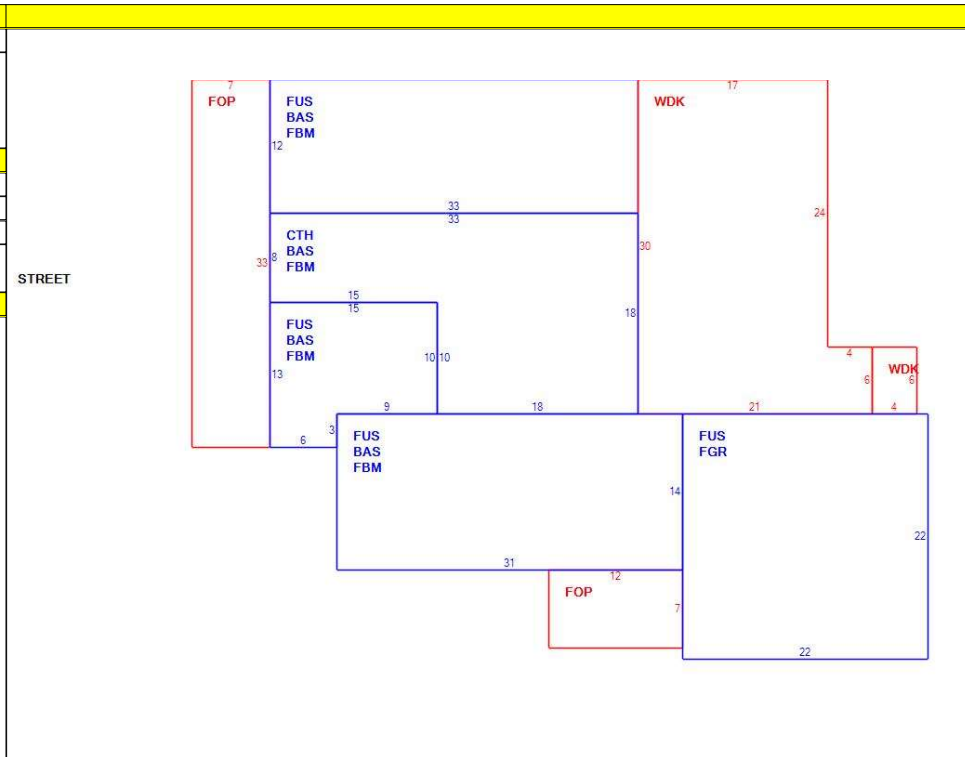 7
17
FOP
FUS
BAS
FBM
WDK
12
24
33
33
CTH
BAS
FBM
33
8
30
STREET
15
15
FUS
BAS
FBM
18
10
10
4
6
WDK
6
13
9
18
21
4
3
6
FUS
BAS
FBM
FUS
FGR
14
22
31
12
FOP
7
22